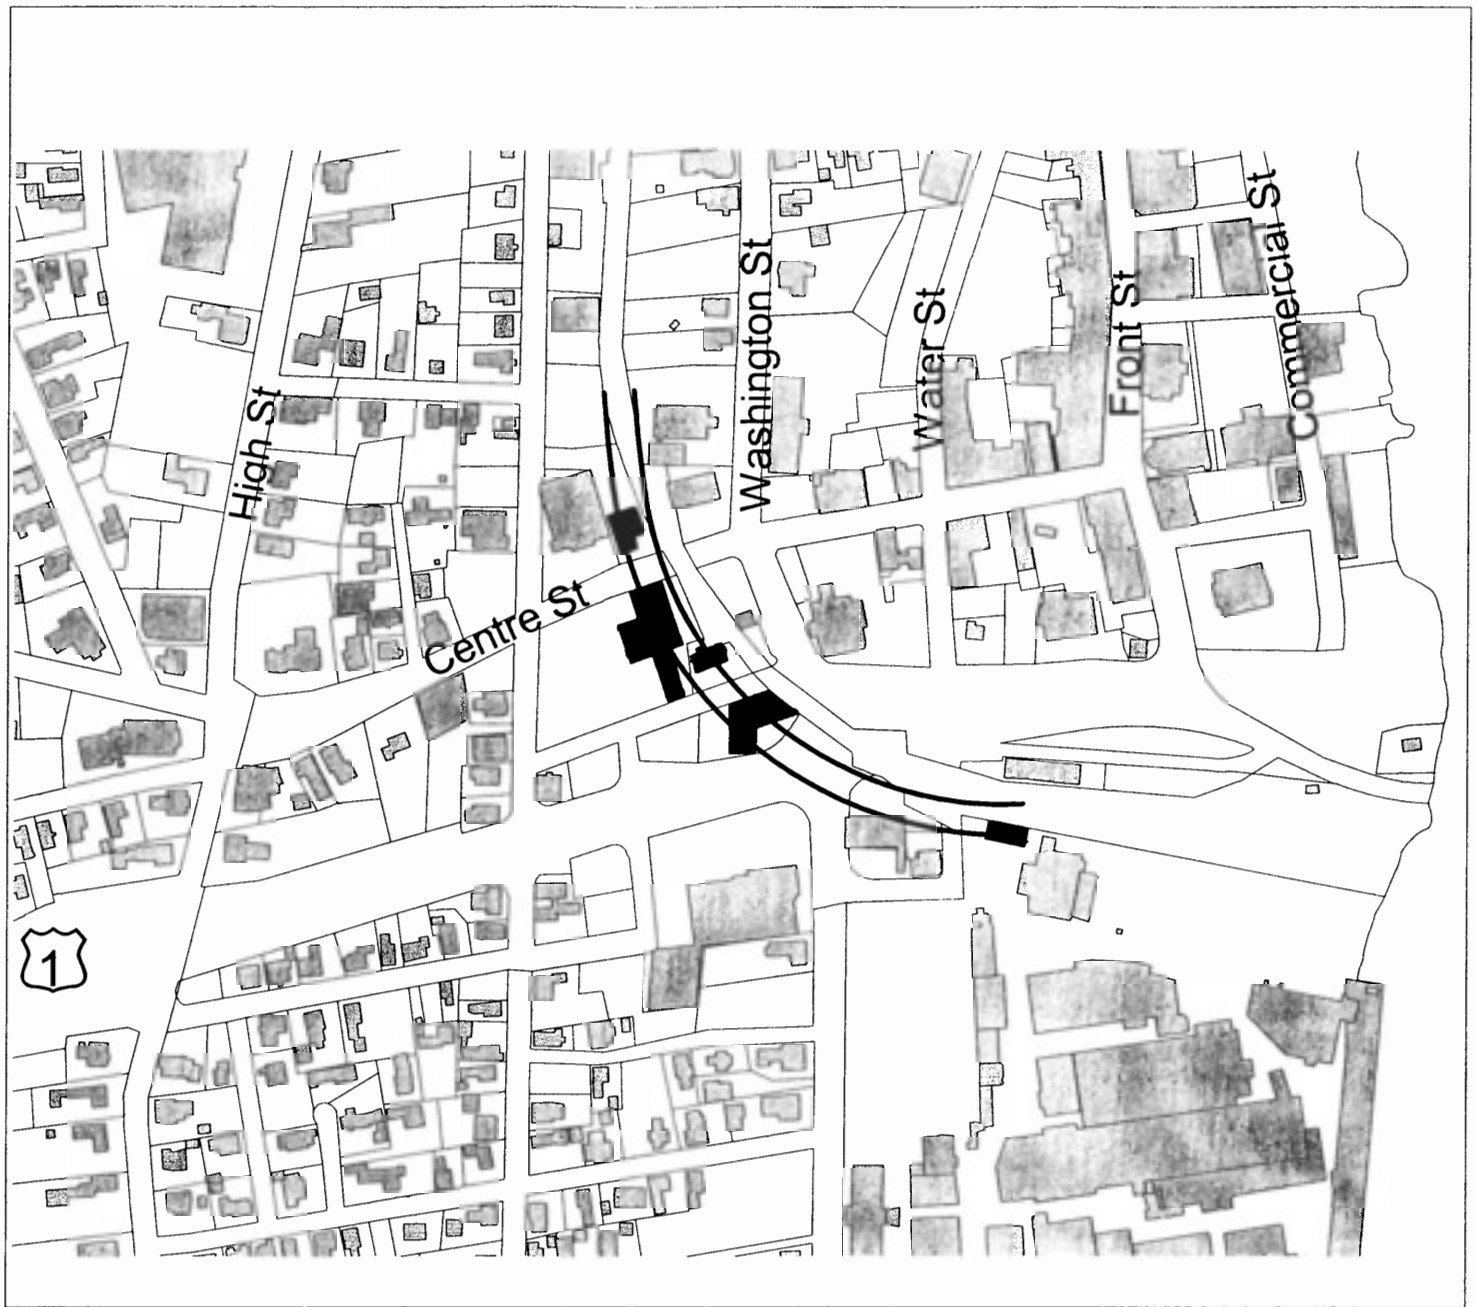 Commercial St
Washington St
Front St
Water St
High St
Centre St
1